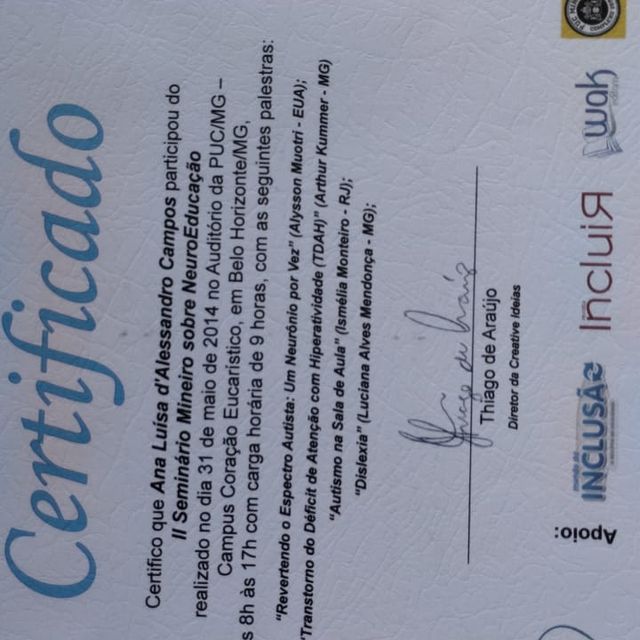 Certificado
Certifico que Ana Luísa d'Alessandro Campos participou do
II Seminário Mineiro sobre NeuroEducação
realizado no dia 31 de maio de 2014 no Auditório da PUC/MG –
Campus Coração Eucarístico, em Belo Horizonte/MG,
s 8h às 17h com carga horária de 9 horas, com as seguintes palestras:
"Revertendo o Espectro Autista: Um Neurônio por Vez" (Alysson Muotri - EUA);
"Transtorno do Déficit de Atenção com Hiperatividade (TDAH)" (Arthur Kummer - MG)
"Autismo na Sala de Aula" (Ismélia Monteiro - RJ);
"Dislexia" (Luciana Alves Mendonça - MG);
Thiago de Araújo
Diretor da Creative Ideias
Apoio:
INCLUSÃO
IncluiR
wak